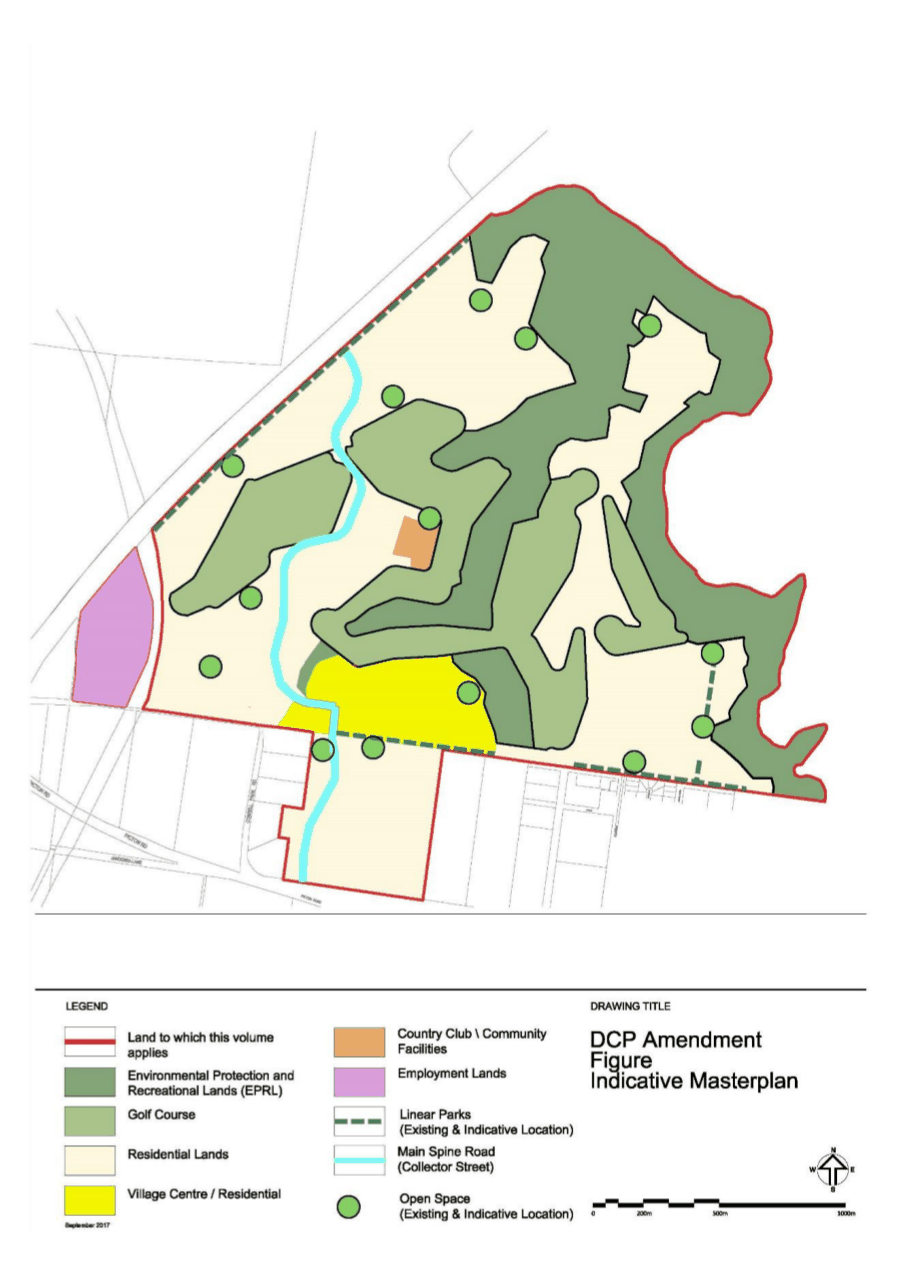 LEGEND
Land to which this volume
applies
Environmental Protection and
Recreational Lands (EPRL)
Golf Course
Residential Lands
Village Centre / Residential
September 2017
Country Club \ Community
Facilities
Employment Lands
Linear Parks
(Existing & Indicative Location)
Main Spine Road
(Collector Street)
Open Space
(Existing & Indicative Location)
DRAWING TITLE
DCP Amendment
Figure
Indicative Masterplan
N
W E
S
0 200m 500m 1000m